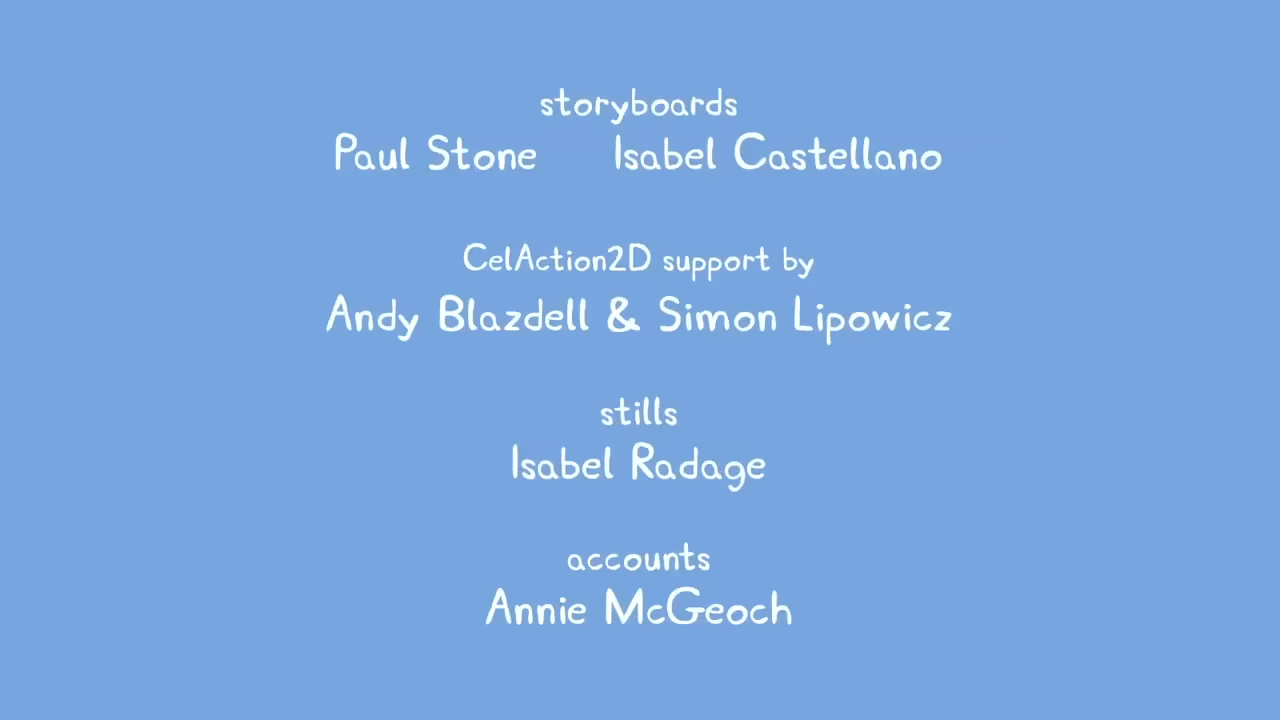 storyboards
Paul Stone Isabel Castellano
CelAction2D support by
Andy Blazdell & Simon Lipowicz
stills
Isabel Radage
accounts
Annie McGeoch